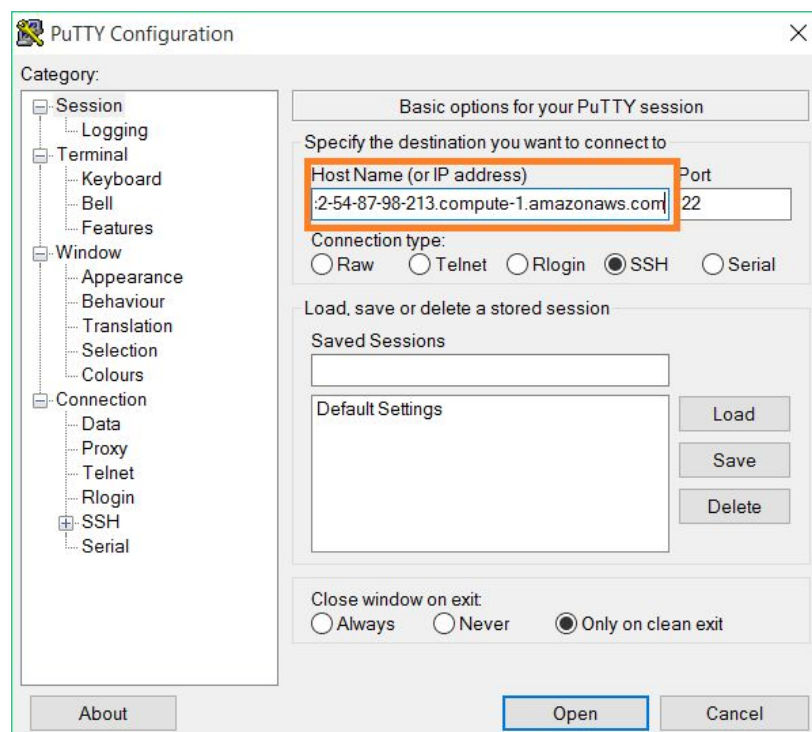 PuTTY Configuration
Category:
Session
Logging
Terminal
Keyboard
Bell
Features
Window
Appearance
Behaviour
Translation
Selection
Colours
Connection
Data
Proxy
Telnet
Rlogin
SSH
Serial
Basic options for your PuTTY session
Specify the destination you want to connect to
Host Name (or IP address) Port
:2-54-87-98-213.compute-1.amazonaws.com 22
Connection type:
Raw Telnet Rlogin SSH Serial
Load, save or delete a stored session
Saved Sessions
Default Settings
Load
Save
Delete
Close window on exit:
Always Never Only on clean exit
About Open Cancel